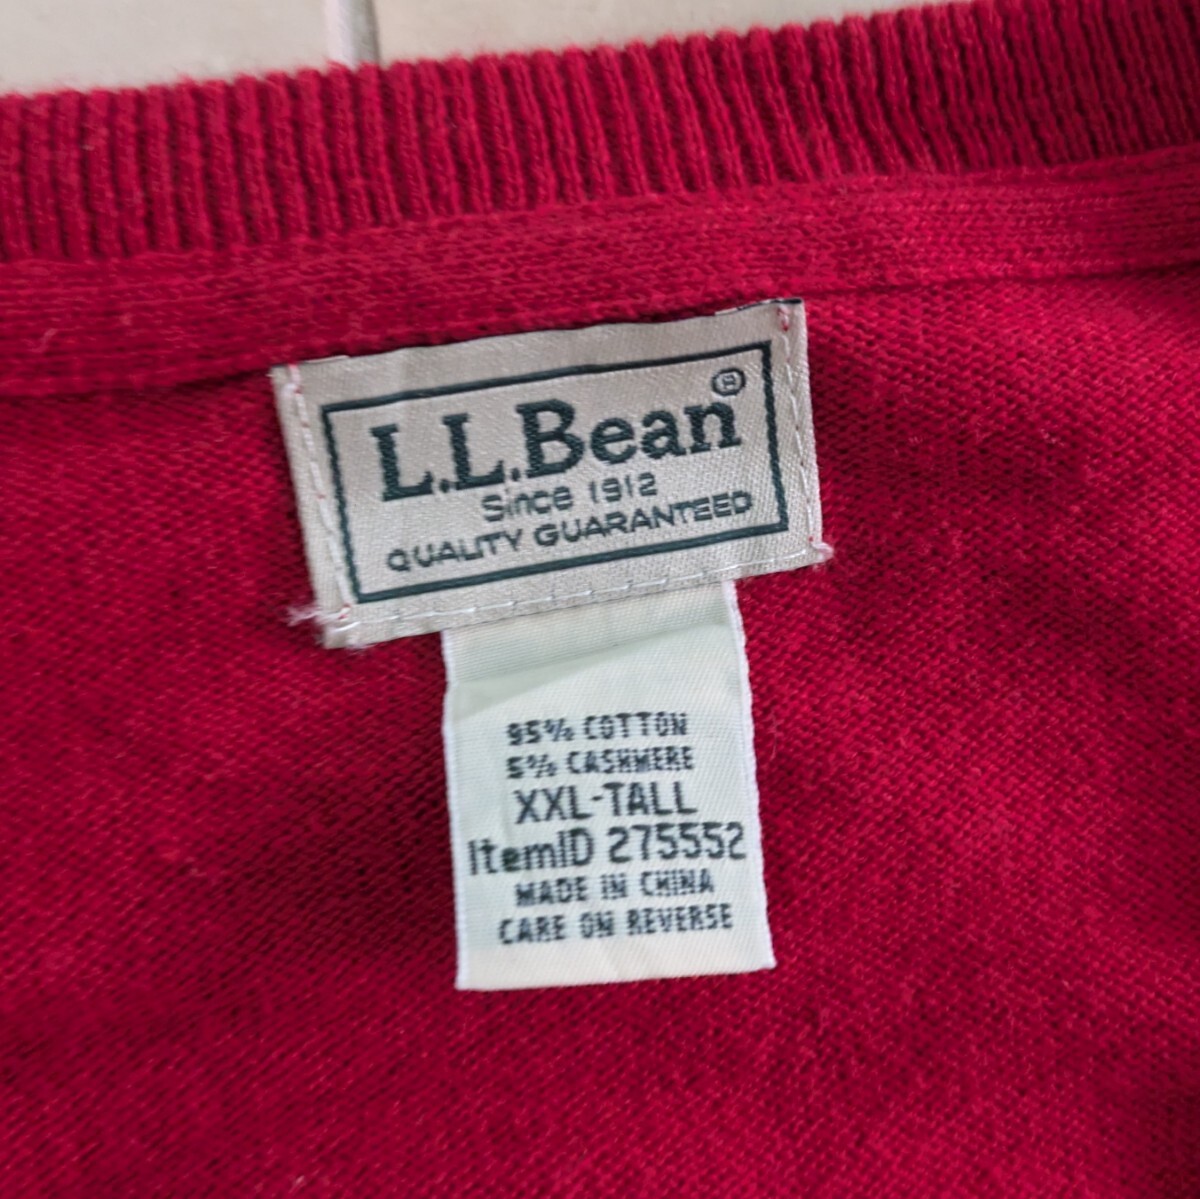 L.L.Bean®
Since 1912
QUALITY GUARANTEED
95% COTTON
5% CASHMERE
XXL-TALL
ItemID 275552
MADE IN CHINA
CARE ON REVERSE